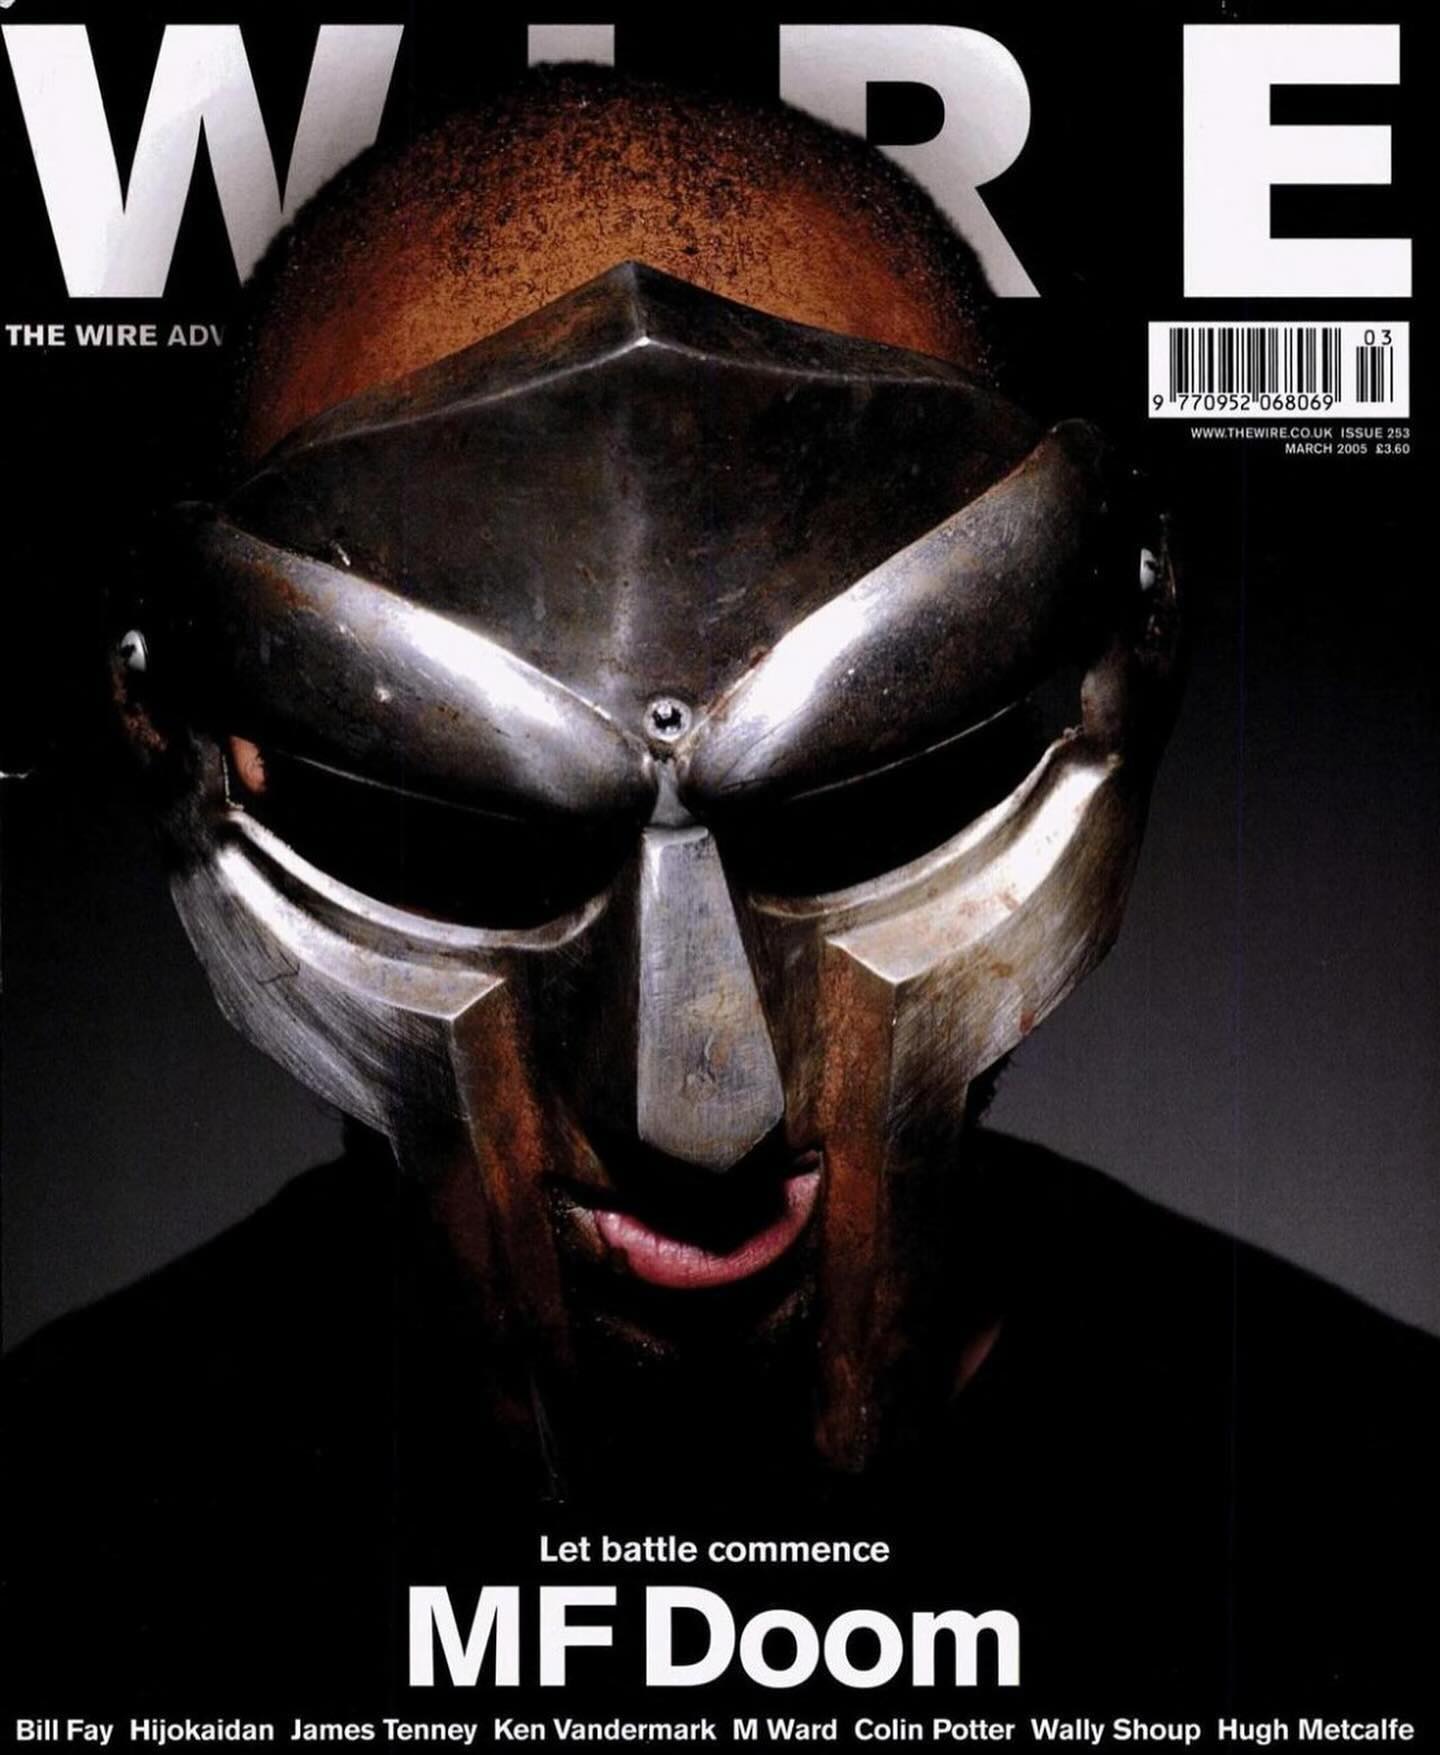 WIRE
THE WIRE ADV
03
9 770952 068069
WWW.THEWIRE.CO.UK ISSUE 253
MARCH 2005 £3.60
Let battle commence
MF Doom
Bill Fay Hijokaidan James Tenney Ken Vandermark M Ward Colin Potter Wally Shoup Hugh Metcalfe